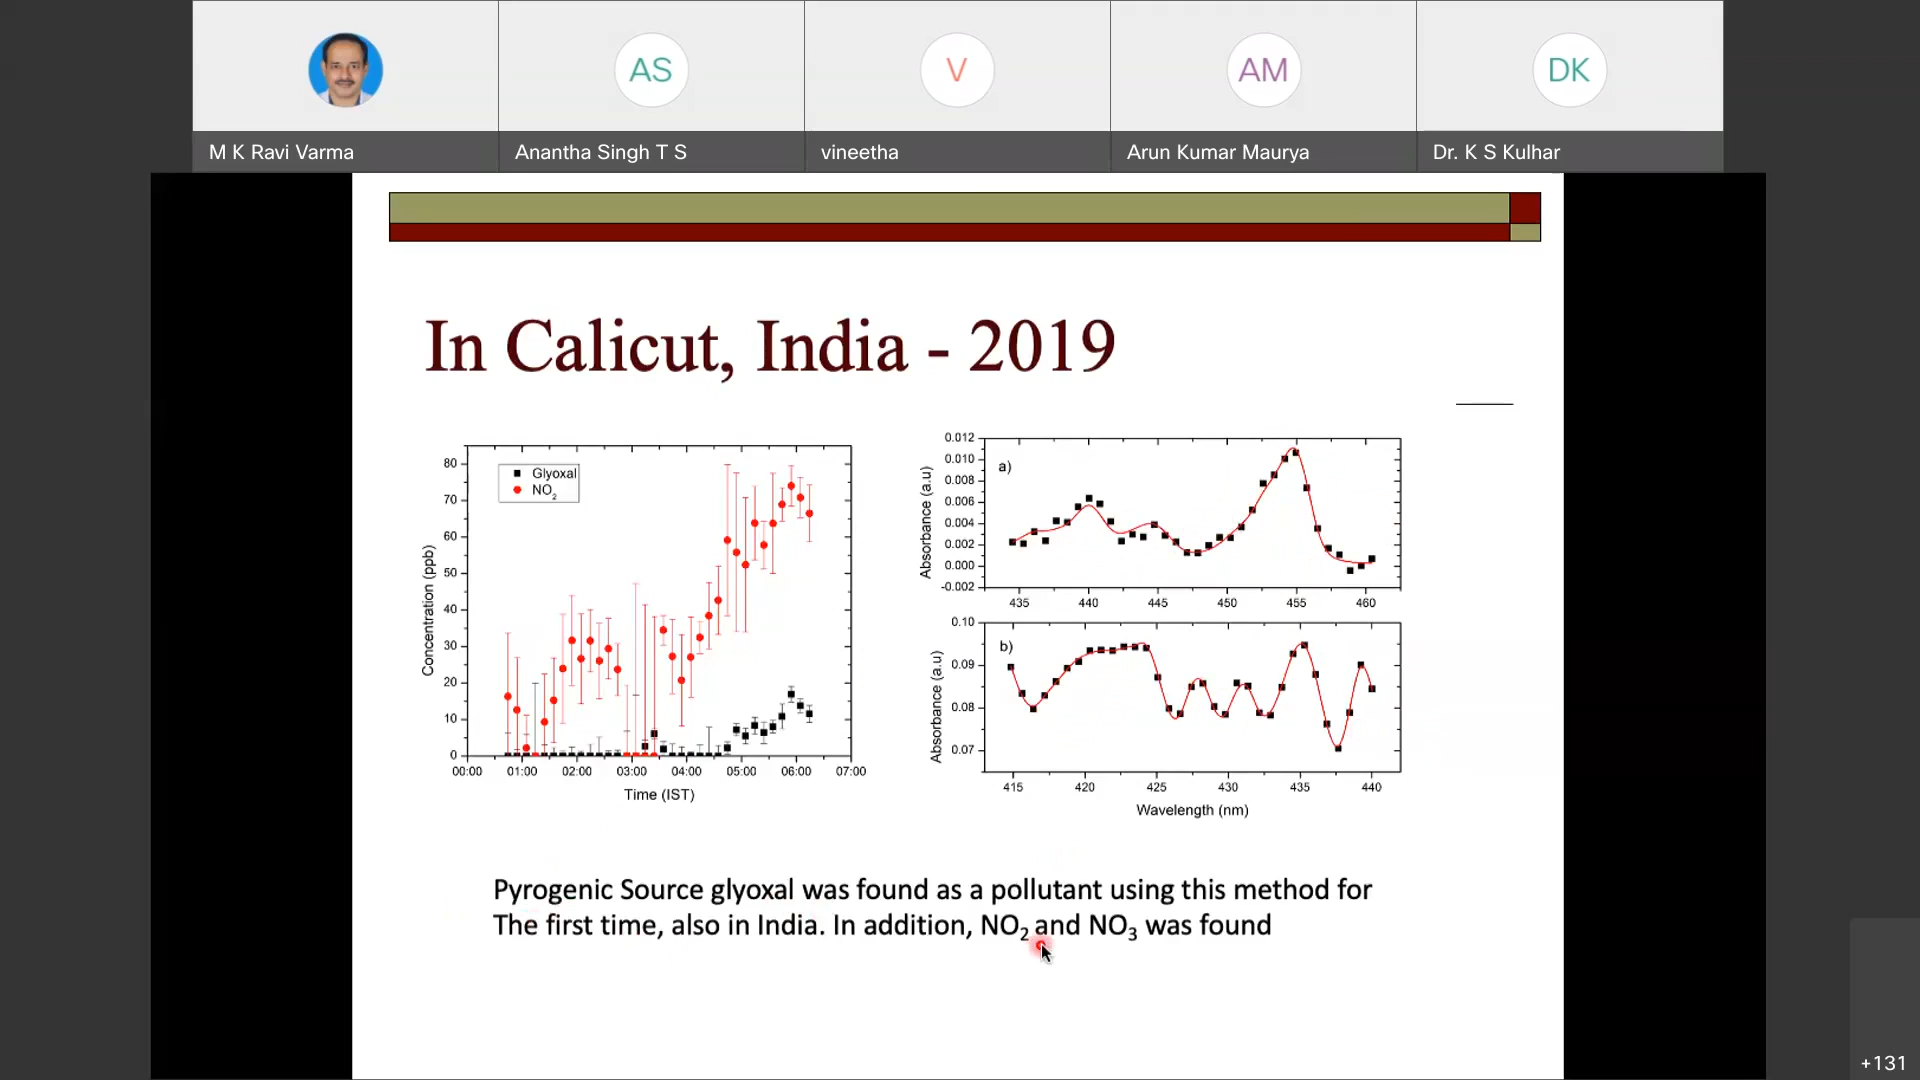 AS
V
AM
DK
M K Ravi Varma
Anantha Singh T S
vineetha
Arun Kumar Maurya
Dr. K S Kulhar
In Calicut, India - 2019
Glyoxal
NO₂
80
70
60
50
40
30
20
10
0
Concentration (ppb)
00:00 01:00 02:00 03:00 04:00 05:00 06:00 07:00
Time (IST)
a)
0.012
0.010
0.008
0.006
0.004
0.002
0.000
-0.002
Absorbance (a.u)
435 440 445 450 455 460
b)
0.10
0.09
0.08
0.07
Absorbance (a.u)
415 420 425 430 435 440
Wavelength (nm)
Pyrogenic Source glyoxal was found as a pollutant using this method for
The first time, also in India. In addition, NO₂ and NO₃ was found
+131